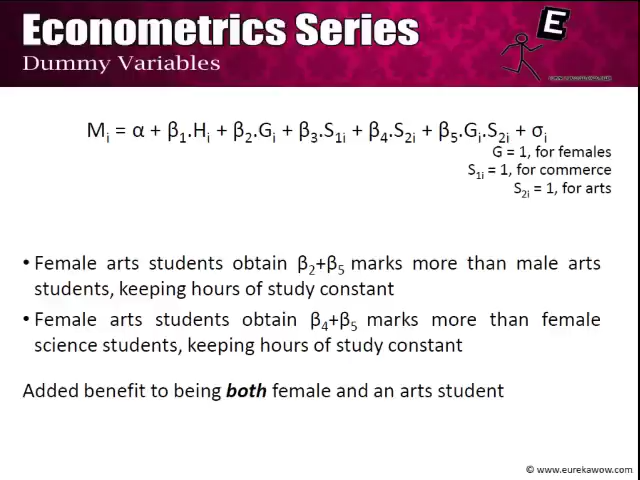 Econometrics Series
Dummy Variables
E
Mᵢ = α + β₁.Hᵢ + β₂.Gᵢ + β₃.S₁ᵢ + β₄.S₂ᵢ + β₅.Gᵢ.S₂ᵢ + σᵢ
G = 1, for females
S₁ᵢ = 1, for commerce
S₂ᵢ = 1, for arts
• Female arts students obtain β₂+β₅ marks more than male arts
students, keeping hours of study constant
• Female arts students obtain β₄+β₅ marks more than female
science students, keeping hours of study constant
Added benefit to being both female and an arts student
© www.eurekawow.com